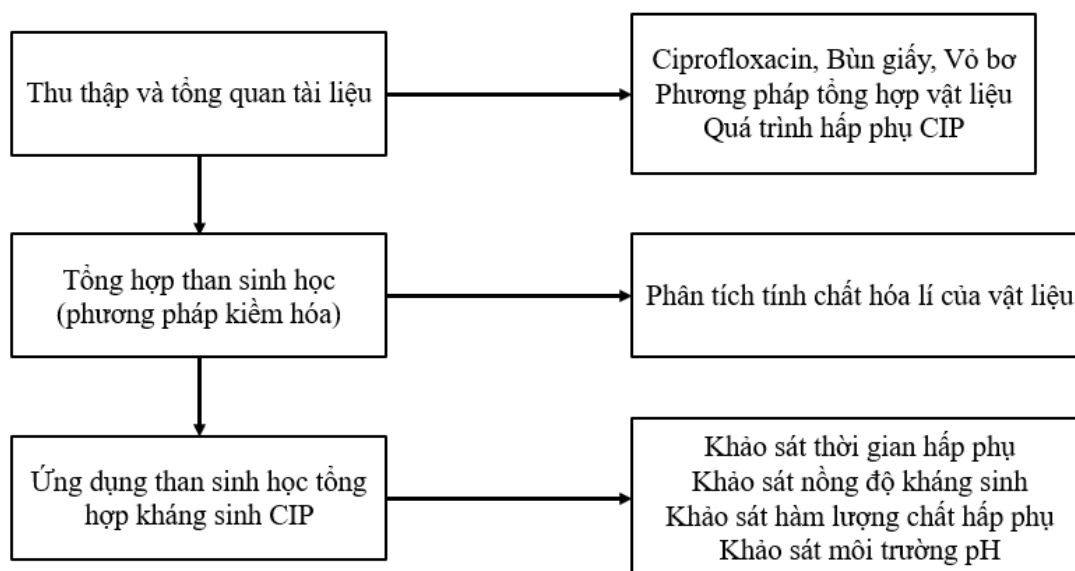 Thu thập và tổng quan tài liệu
Ciprofloxacin, Bùn giấy, Vỏ bơ
Phương pháp tổng hợp vật liệu
Quá trình hấp phụ CIP
Tổng hợp than sinh học
(phương pháp kiềm hóa)
Phân tích tính chất hóa lí của vật liệu
Ứng dụng than sinh học tổng
hợp kháng sinh CIP
Khảo sát thời gian hấp phụ
Khảo sát nồng độ kháng sinh
Khảo sát hàm lượng chất hấp phụ
Khảo sát môi trường pH